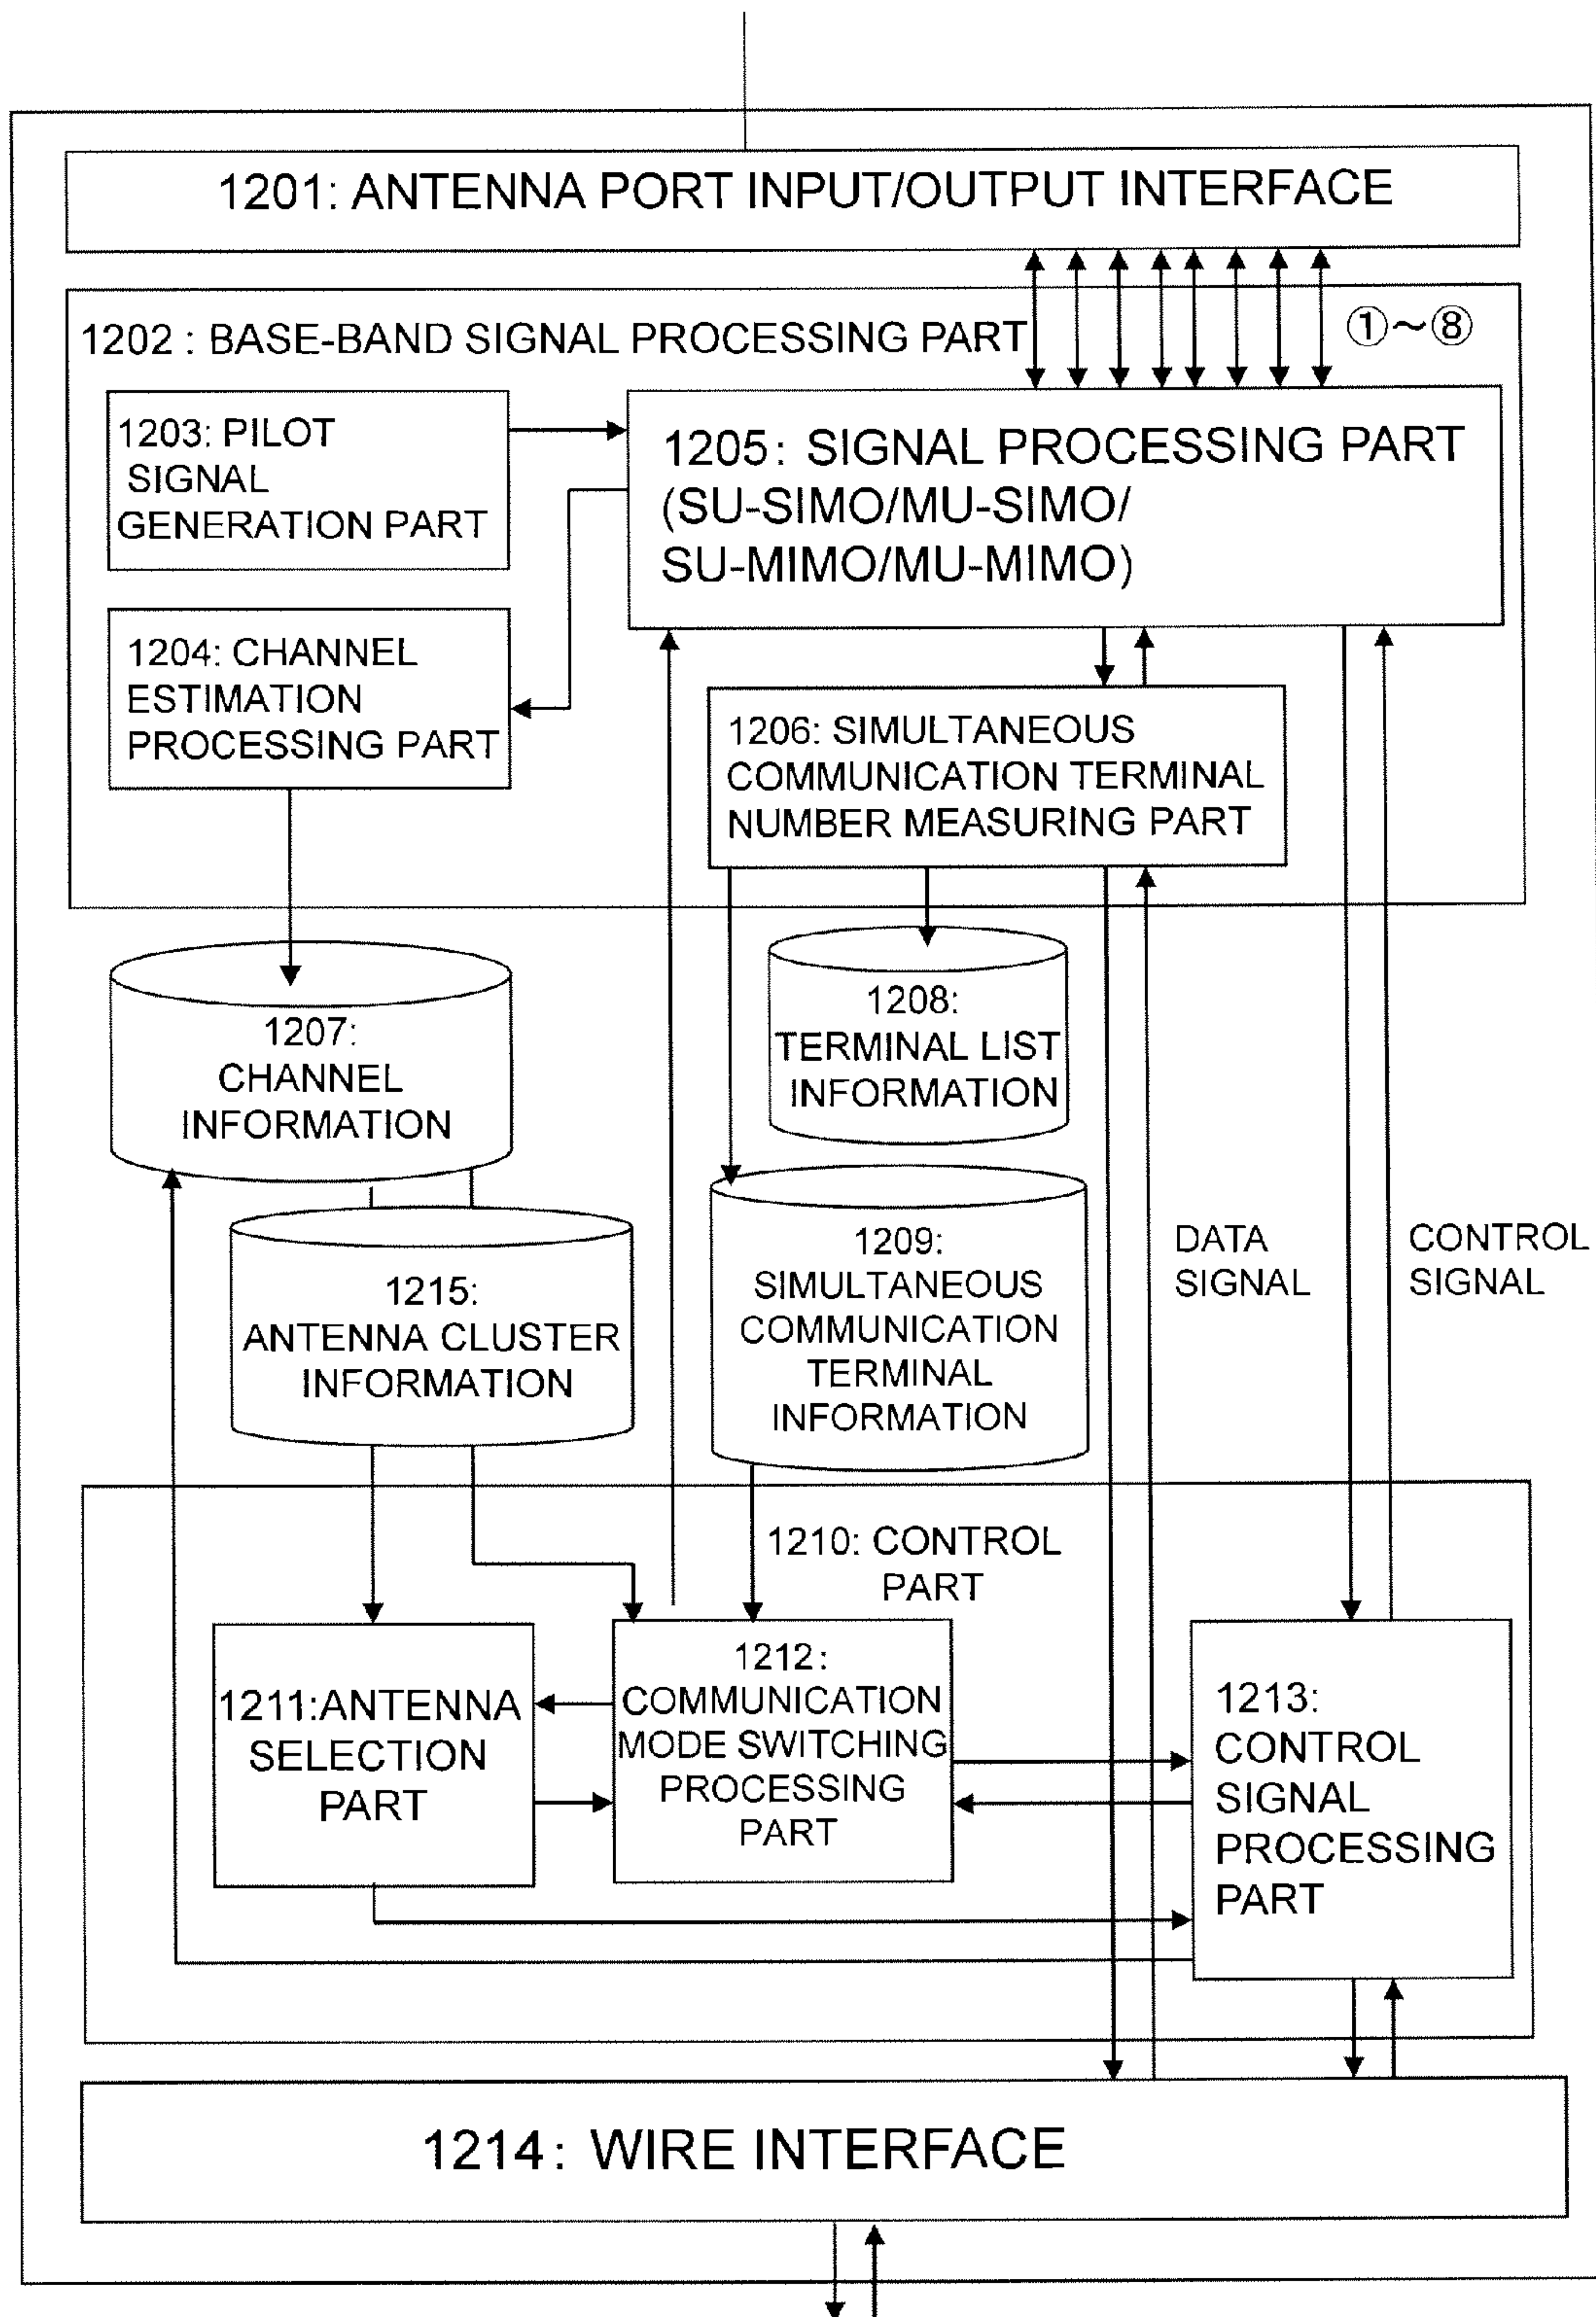 1201: ANTENNA PORT INPUT/OUTPUT INTERFACE
1202 : BASE-BAND SIGNAL PROCESSING PART
①~⑧
1203: PILOT
SIGNAL
GENERATION PART
1205: SIGNAL PROCESSING PART
(SU-SIMO/MU-SIMO/
SU-MIMO/MU-MIMO)
1204: CHANNEL
ESTIMATION
PROCESSING PART
1206: SIMULTANEOUS
COMMUNICATION TERMINAL
NUMBER MEASURING PART
1207:
CHANNEL
INFORMATION
1208:
TERMINAL LIST
INFORMATION
1215:
ANTENNA CLUSTER
INFORMATION
1209:
SIMULTANEOUS
COMMUNICATION
TERMINAL
INFORMATION
DATA
SIGNAL
CONTROL
SIGNAL
1210: CONTROL
PART
1211:ANTENNA
SELECTION
PART
1212:
COMMUNICATION
MODE SWITCHING
PROCESSING
PART
1213:
CONTROL
SIGNAL
PROCESSING
PART
1214: WIRE INTERFACE